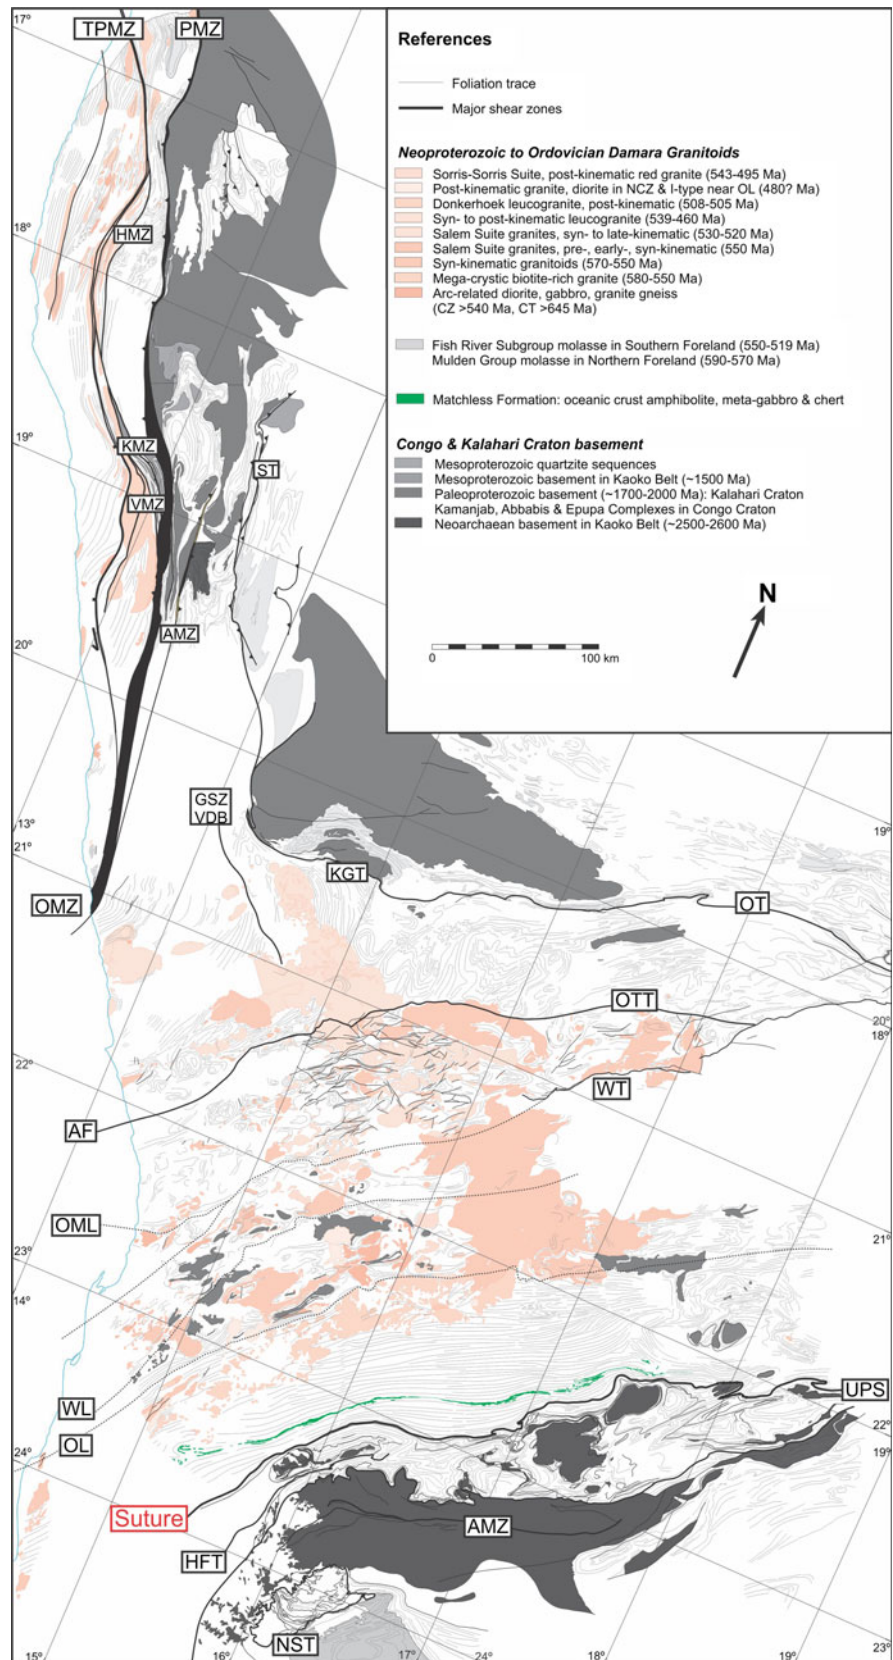 17°
TPMZ
PMZ
References
Foliation trace
Major shear zones
Neoproterozoic to Ordovician Damara Granitoids
Sorris-Sorris Suite, post-kinematic red granite (543-495 Ma)
Post-kinematic granite, diorite in NCZ & I-type near OL (480? Ma)
Donkerhoek leucogranite, post-kinematic (508-505 Ma)
Syn- to post-kinematic leucogranite (539-460 Ma)
Salem Suite granites, syn- to late-kinematic (530-520 Ma)
Salem Suite granites, pre-, early-, syn-kinematic (550 Ma)
Syn-kinematic granitoids (570-550 Ma)
Mega-crystic biotite-rich granite (580-550 Ma)
Arc-related diorite, gabbro, granite gneiss
(CZ >540 Ma, CT >645 Ma)
Fish River Subgroup molasse in Southern Foreland (550-519 Ma)
Mulden Group molasse in Northern Foreland (590-570 Ma)
Matchless Formation: oceanic crust amphibolite, meta-gabbro & chert
Congo & Kalahari Craton basement
Mesoproterozoic quartzite sequences
Mesoproterozoic basement in Kaoko Belt (~1500 Ma)
Paleoproterozoic basement (~1700-2000 Ma): Kalahari Craton
Kamanjab, Abbabis & Epupa Complexes in Congo Craton
Neoarchaean basement in Kaoko Belt (~2500-2600 Ma)
N
0
100 km
18°
HMZ
19°
KMZ
ST
VMZ
AMZ
20°
GSZ
VDB
13°
21°
19°
KGT
OMZ
OT
OTT
20°
18°
22°
WT
AF
OML
21°
23°
14°
WL
UPS
OL
22°
19°
24°
Suture
AMZ
HFT
NST
15°
16°
17°
24°
18°
19°
23°